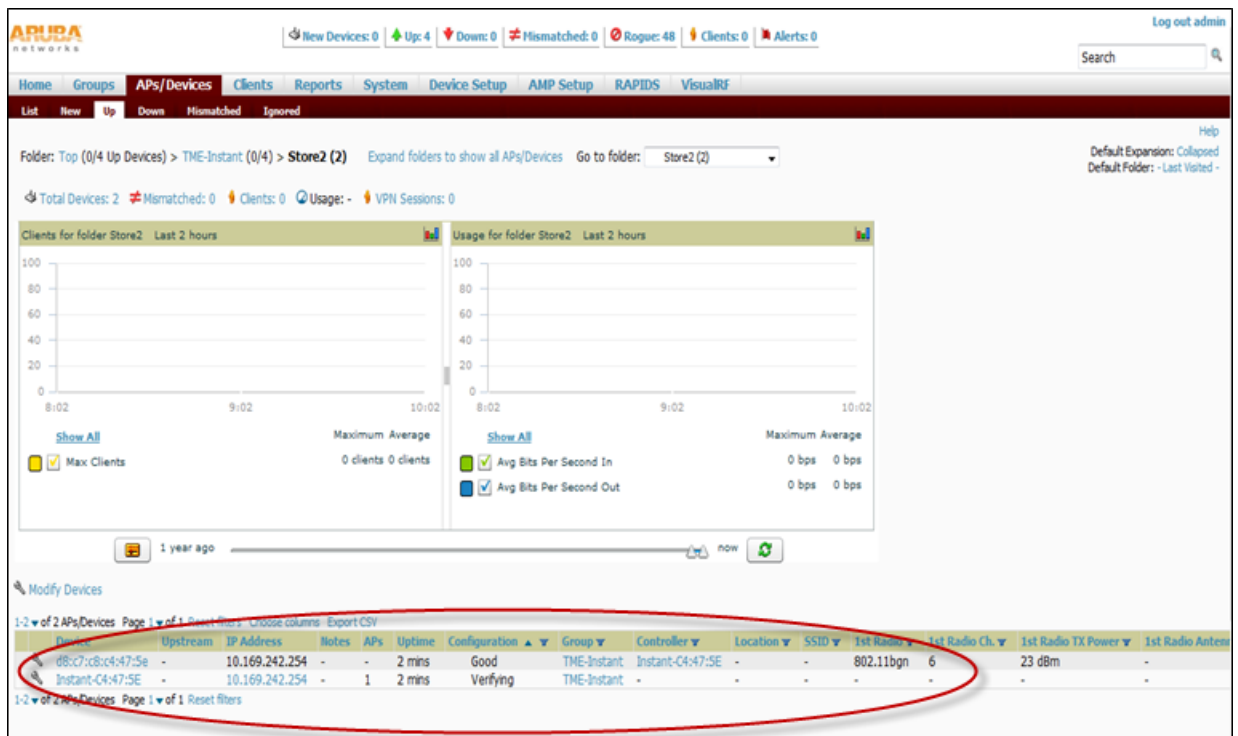 Log out admin
ARUBA
networks
New Devices: 0 Up: 4 Down: 0 Mismatched: 0 Rogue: 48 Clients: 0 Alerts: 0
Search
Home Groups APs/Devices Clients Reports System Device Setup AMP Setup RAPIDS VisualRF
List New Up Down Mismatched Ignored
Help
Folder: Top (0/4 Up Devices) > TME-Instant (0/4) > Store2 (2) Expand folders to show all APs/Devices Go to folder: Store2 (2)
Default Expansion: Collapsed
Default Folder: - Last Visited -
Total Devices: 2 Mismatched: 0 Clients: 0 Usage: - VPN Sessions: 0
Clients for folder Store2 Last 2 hours
100
80
60
40
20
0
8:02 9:02 10:02
Show All Maximum Average
Max Clients 0 clients 0 clients
Usage for folder Store2 Last 2 hours
100
80
60
40
20
0
8:02 9:02 10:02
Show All Maximum Average
Avg Bits Per Second In 0 bps 0 bps
Avg Bits Per Second Out 0 bps 0 bps
1 year ago now
Modify Devices
1-2 of 2 APs/Devices Page 1 of 1 Reset filters Choose columns Export CSV
Device Upstream IP Address Notes APs Uptime Configuration Group Controller Location SSID 1st Radio 1st Radio Ch. 1st Radio TX Power 1st Radio Antenn
d8:c7:c8:c4:47:5e - 10.169.242.254 - - 2 mins Good TME-Instant Instant-C4:47:5E - - 802.11bgn 6 23 dBm -
Instant-C4:47:5E - 10.169.242.254 - 1 2 mins Verifying TME-Instant - - - - - - -
1-2 of 2 APs/Devices Page 1 of 1 Reset filters